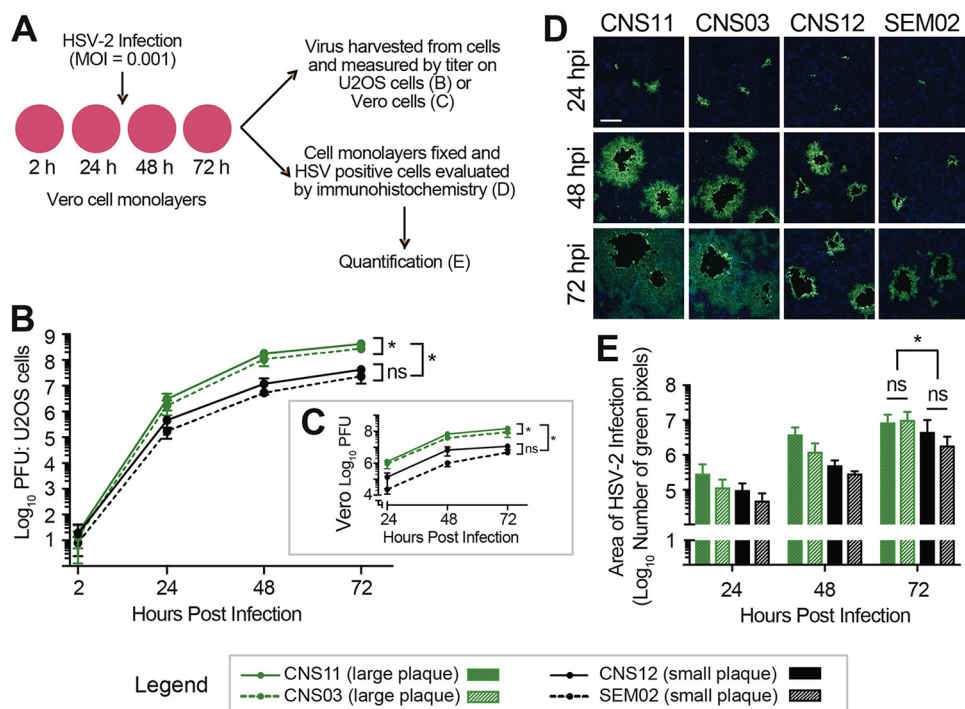 A
HSV-2 Infection
(MOI = 0.001)
2 h 24 h 48 h 72 h
Vero cell monolayers
Virus harvested from cells
and measured by titer on
U2OS cells (B) or
Vero cells (C)
Cell monolayers fixed and
HSV positive cells evaluated
by immunohistochemistry (D)
Quantification (E)
D
CNS11 CNS03 CNS12 SEM02
24 hpi
48 hpi
72 hpi
B
Log10 PFU: U2OS cells
9
8
7
6
5
4
3
2
1
2 24 48 72
Hours Post Infection
*
ns
*
C
Vero Log10 PFU
8
6
4
24 48 72
Hours Post Infection
*
ns
*
E
Area of HSV-2 Infection
(Log10 Number of green pixels)
8
7
6
5
1
24 48 72
Hours Post Infection
*
ns
ns
Legend
CNS11 (large plaque)
CNS03 (large plaque)
CNS12 (small plaque)
SEM02 (small plaque)